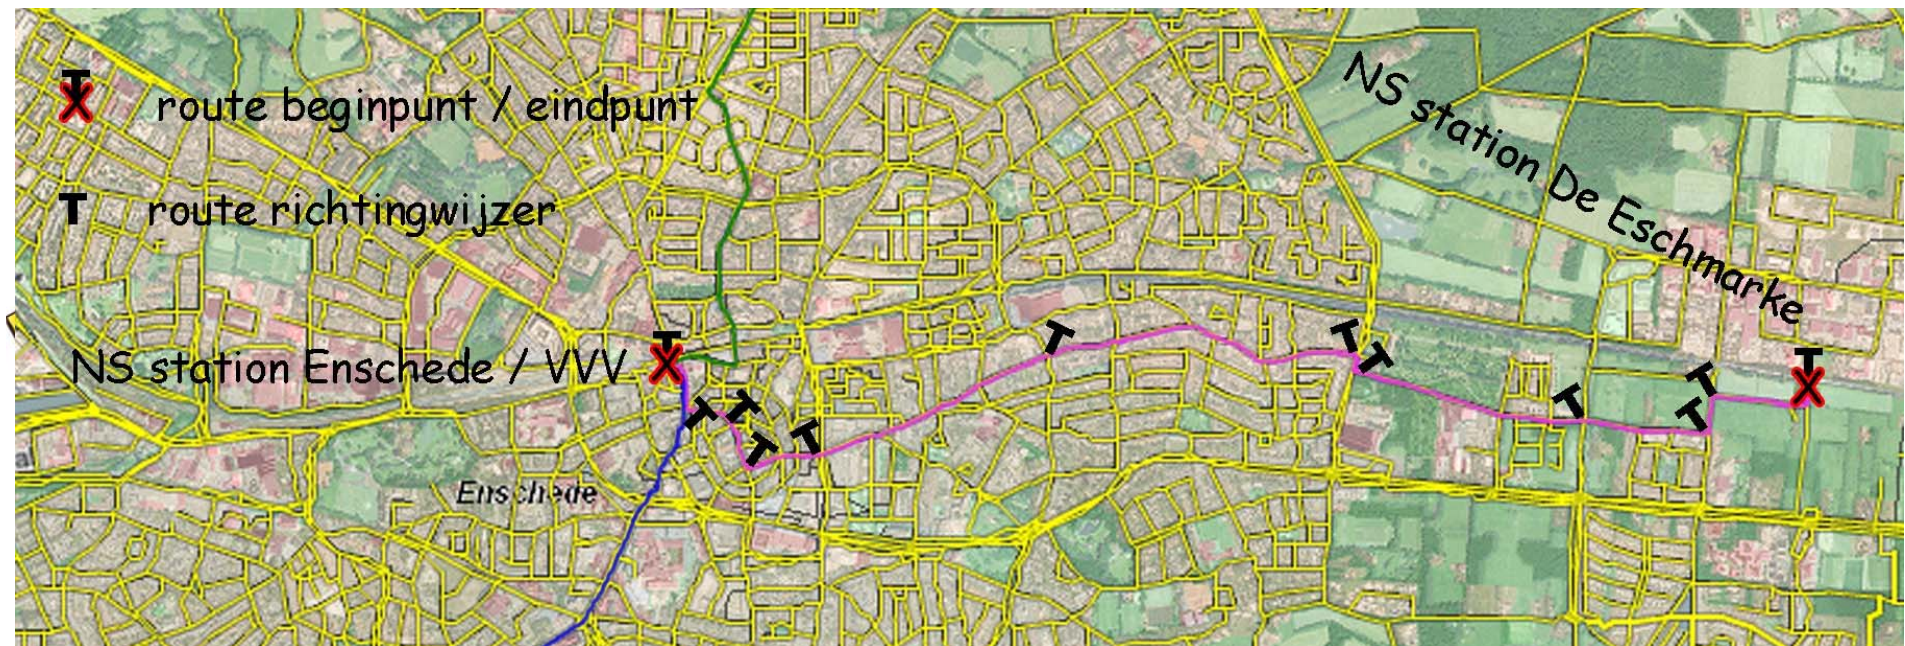 route beginpunt / eindpunt
route richtingwijzer
NS station De Eschmarke
NS station Enschede / VVV
Enschede